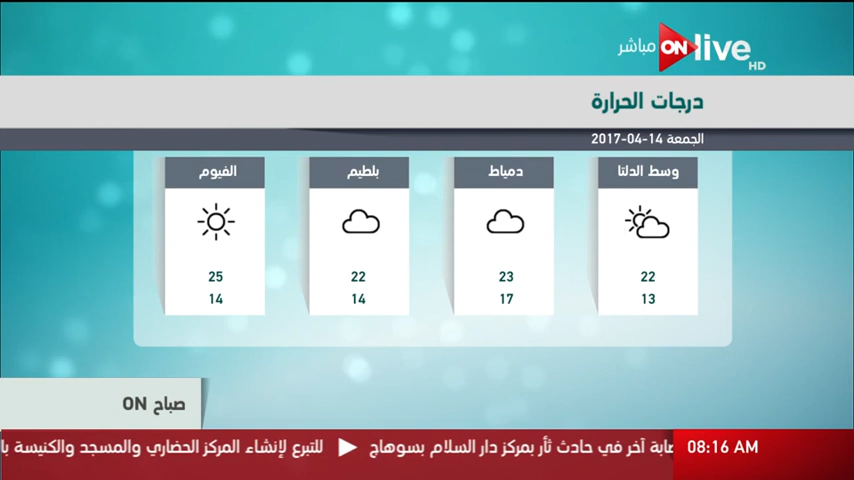 مباشر ON live
HD
درجات الحرارة
الجمعة 14-04-2017
وسط الدلتا
22
13
دمياط
23
17
بلطيم
22
14
الفيوم
25
14
صباح ON
08:16 AM
آخر في حادث ثأر بمركز دار السلام بسوهاج ◀ للتبرع لإنشاء المركز الحضاري والمسجد والكنيسة